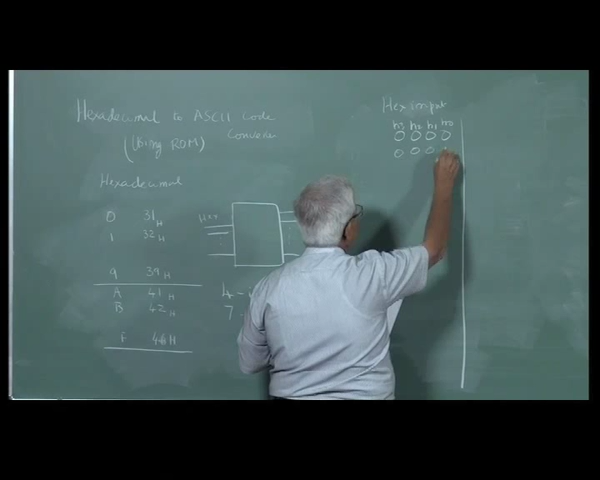 Hexadecimal to ASCII Code
Converter
(Using ROM)
Hexadecimal
0 31H
1 32H
9 39H
A 41H
B 42H
F 46H
Hex
4 -
7 -
Hex input
h3 h2 h1 h0
0 0 0 0
0 0 0